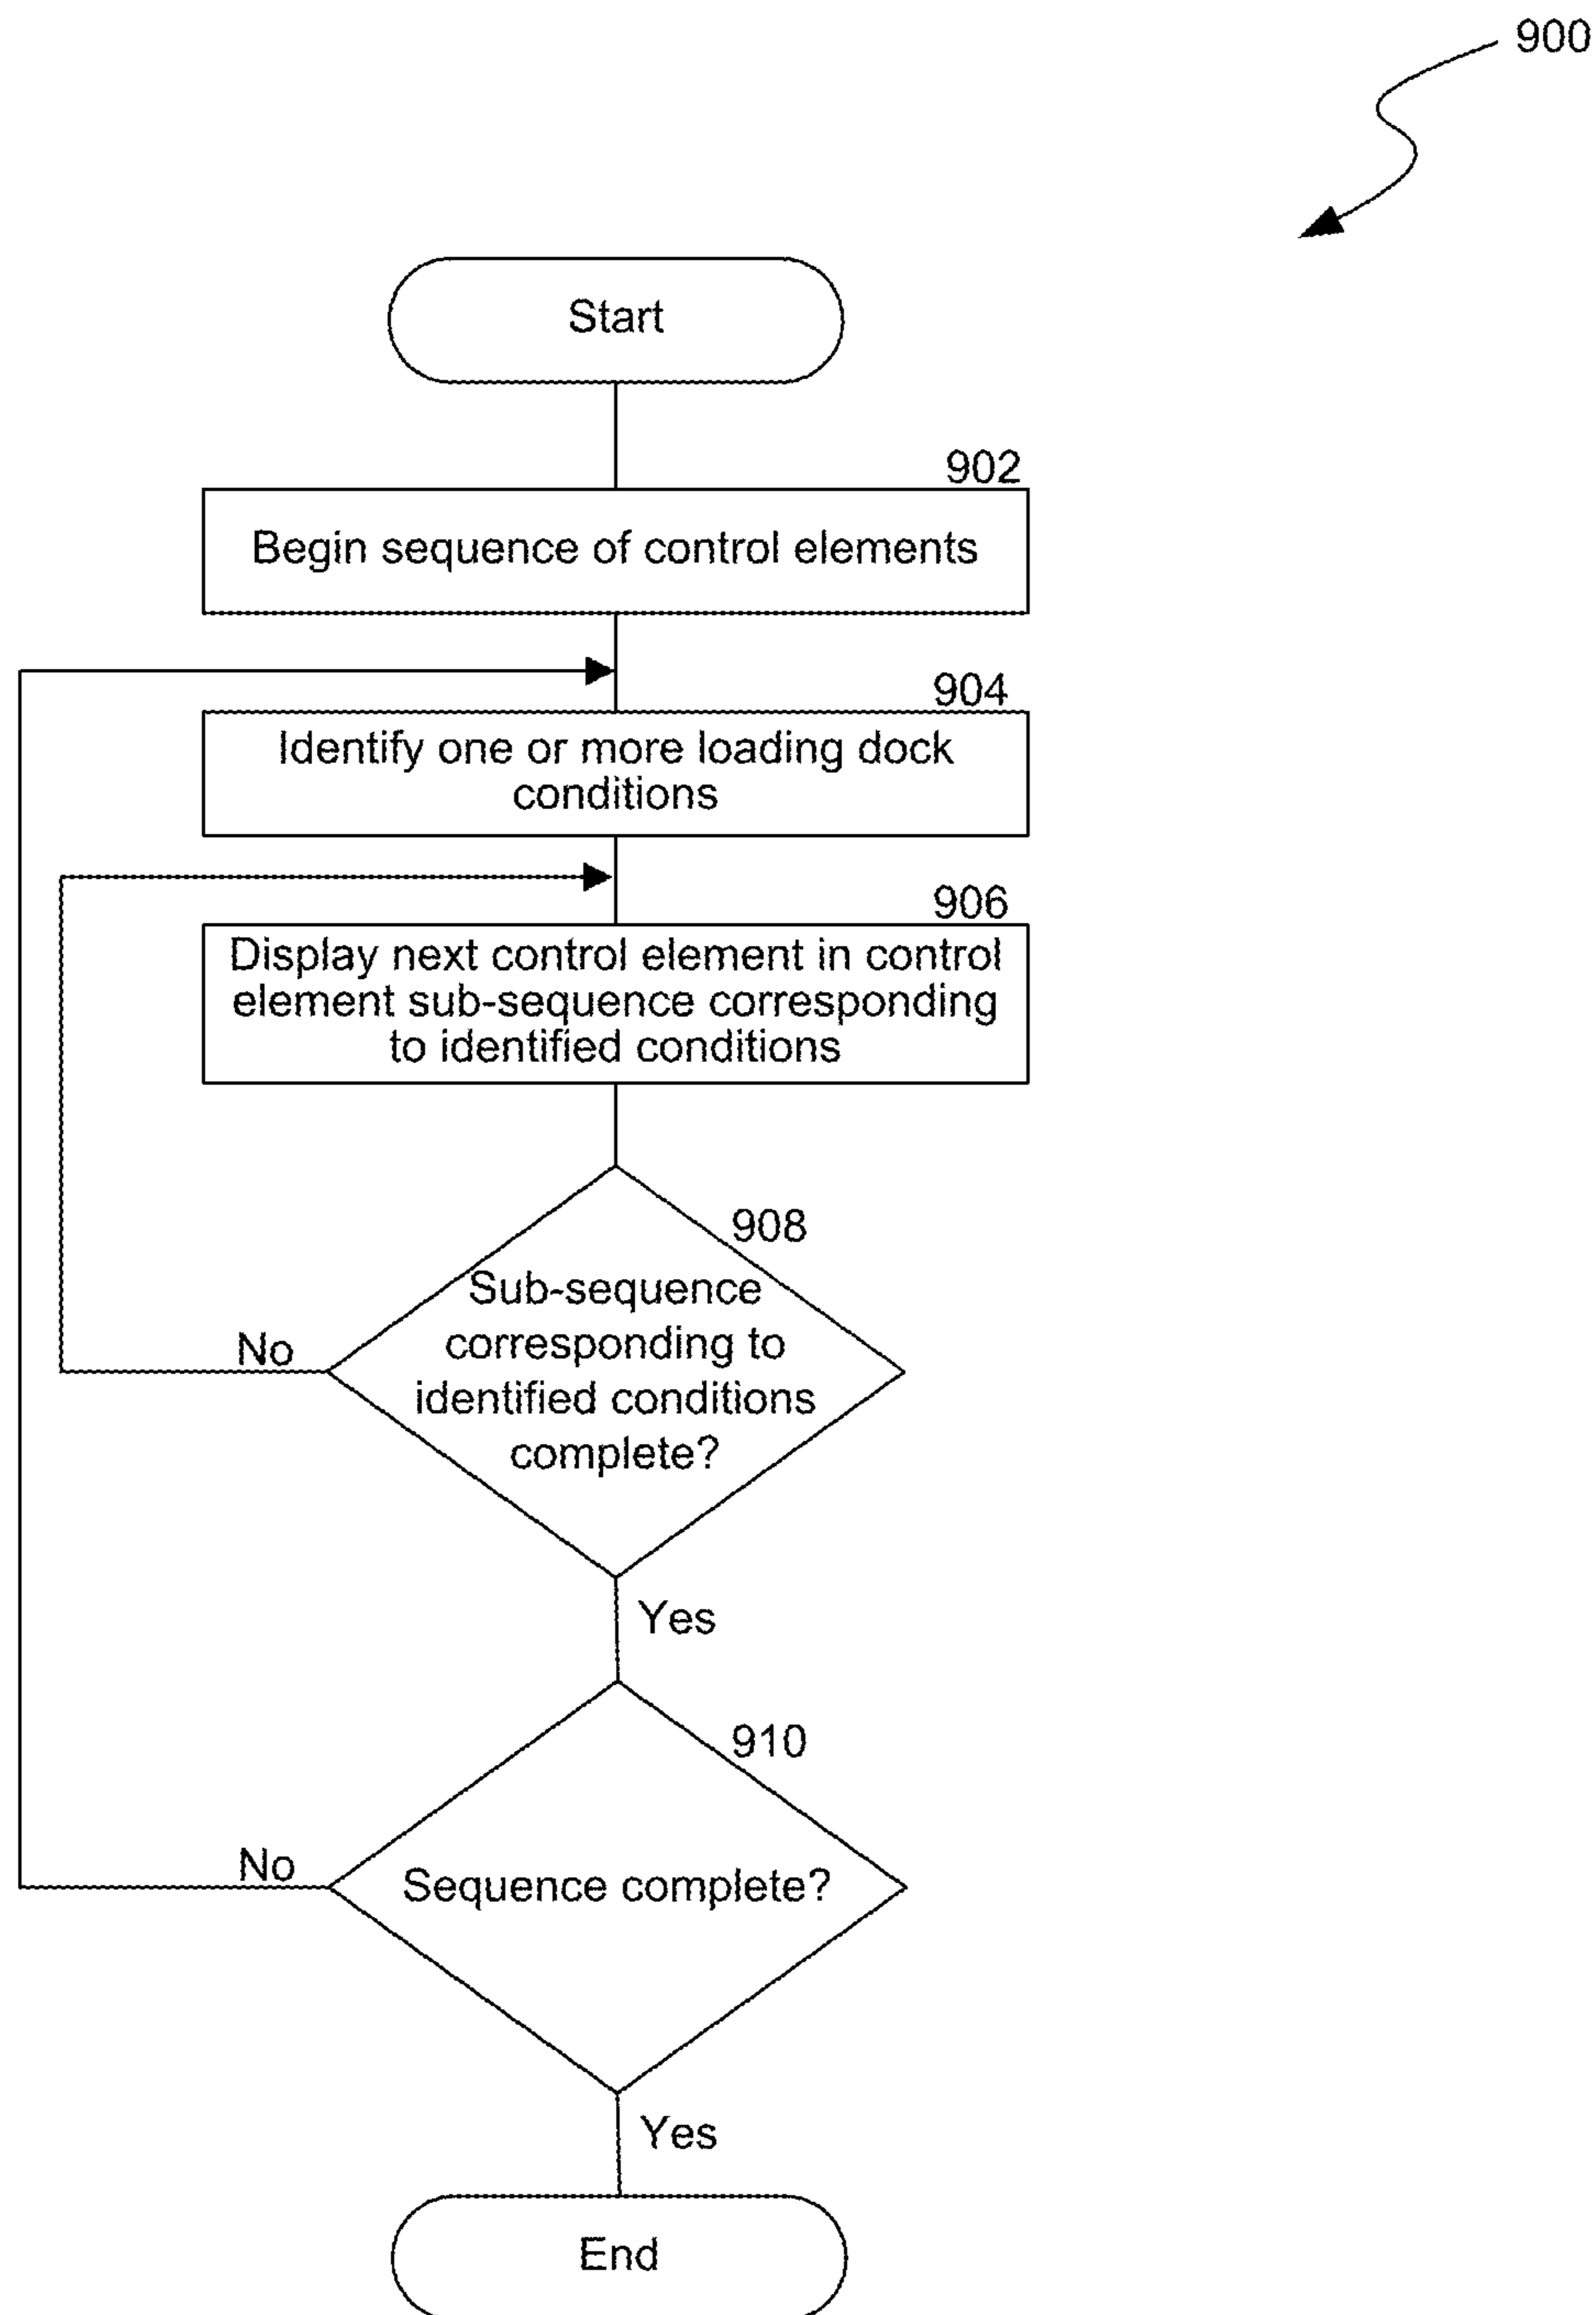 900
Start
902
Begin sequence of control elements
904
Identify one or more loading dock
conditions
906
Display next control element in control
element sub-sequence corresponding
to identified conditions
908
Sub-sequence
corresponding to
identified conditions
complete?
No
Yes
910
Sequence complete?
No
Yes
End